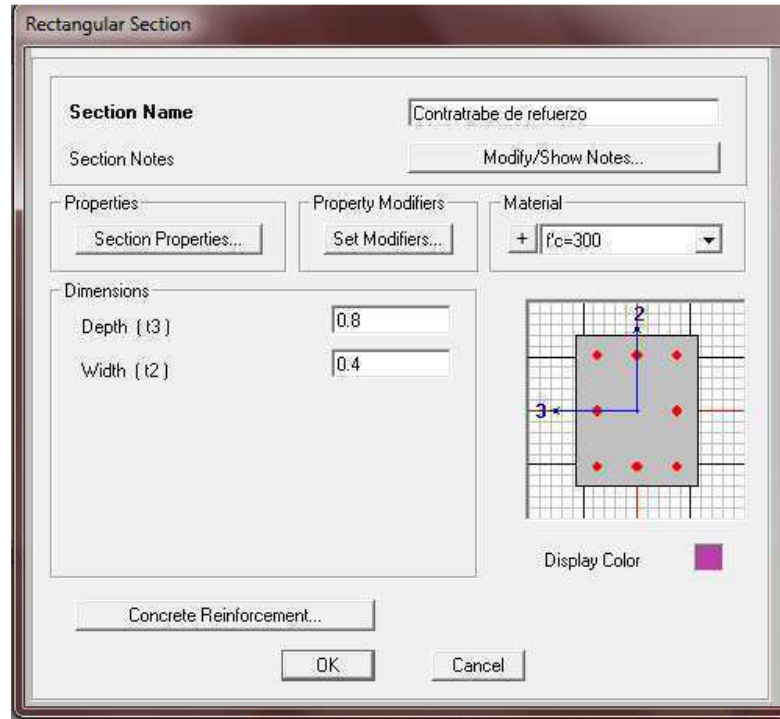 Rectangular Section
Section Name
Contratrabe de refuerzo
Section Notes
Modify/Show Notes...
Properties
Section Properties...
Property Modifiers
Set Modifiers...
Material
+ f'c=300
Dimensions
Depth ( t3 )
0.8
Width ( t2 )
0.4
2
3
Display Color
Concrete Reinforcement...
OK
Cancel